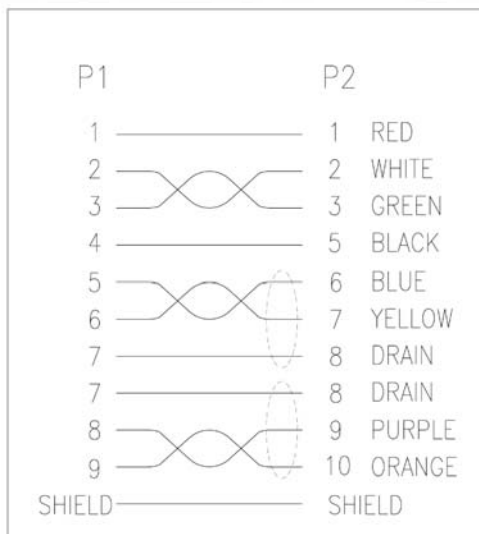 P1 P2
1 1 RED
2 2 WHITE
3 3 GREEN
4 5 BLACK
5 6 BLUE
6 7 YELLOW
7 8 DRAIN
7 8 DRAIN
8 9 PURPLE
9 10 ORANGE
SHIELD SHIELD